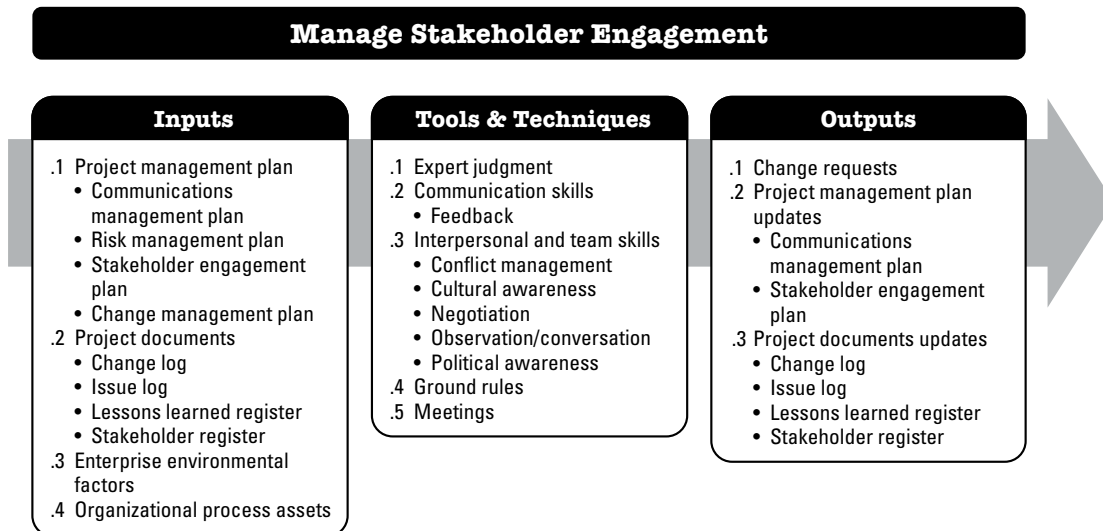 Manage Stakeholder Engagement
Inputs
.1 Project management plan
• Communications
management plan
• Risk management plan
• Stakeholder engagement
plan
• Change management plan
.2 Project documents
• Change log
• Issue log
• Lessons learned register
• Stakeholder register
.3 Enterprise environmental
factors
.4 Organizational process assets
Tools & Techniques
.1 Expert judgment
.2 Communication skills
• Feedback
.3 Interpersonal and team skills
• Conflict management
• Cultural awareness
• Negotiation
• Observation/conversation
• Political awareness
.4 Ground rules
.5 Meetings
Outputs
.1 Change requests
.2 Project management plan
updates
• Communications
management plan
• Stakeholder engagement
plan
.3 Project documents updates
• Change log
• Issue log
• Lessons learned register
• Stakeholder register